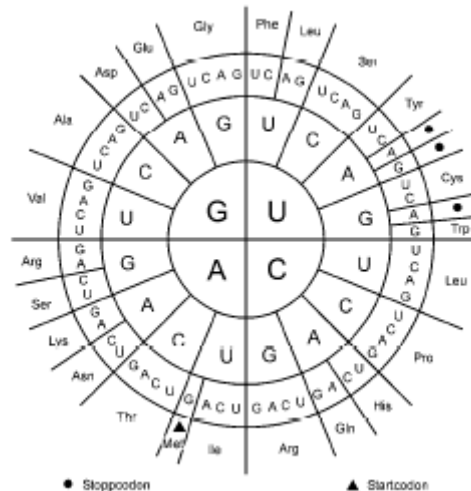 Gly
Phe
Leu
Ser
Tyr
Cys
Trp
Leu
Pro
His
Gln
Arg
Ile
Met
Thr
Asn
Lys
Ser
Arg
Val
Ala
Asp
Glu
U C A G U C A G U C A G U C A G
U C A G U C A G U C A G U C A G
U C A G U C A G U C A G U C A G
U C A G U C A G U C A G U C A G
U C A G
U C A G
U C A G
U C A G
G U
A C
Stoppcodon
Startcodon